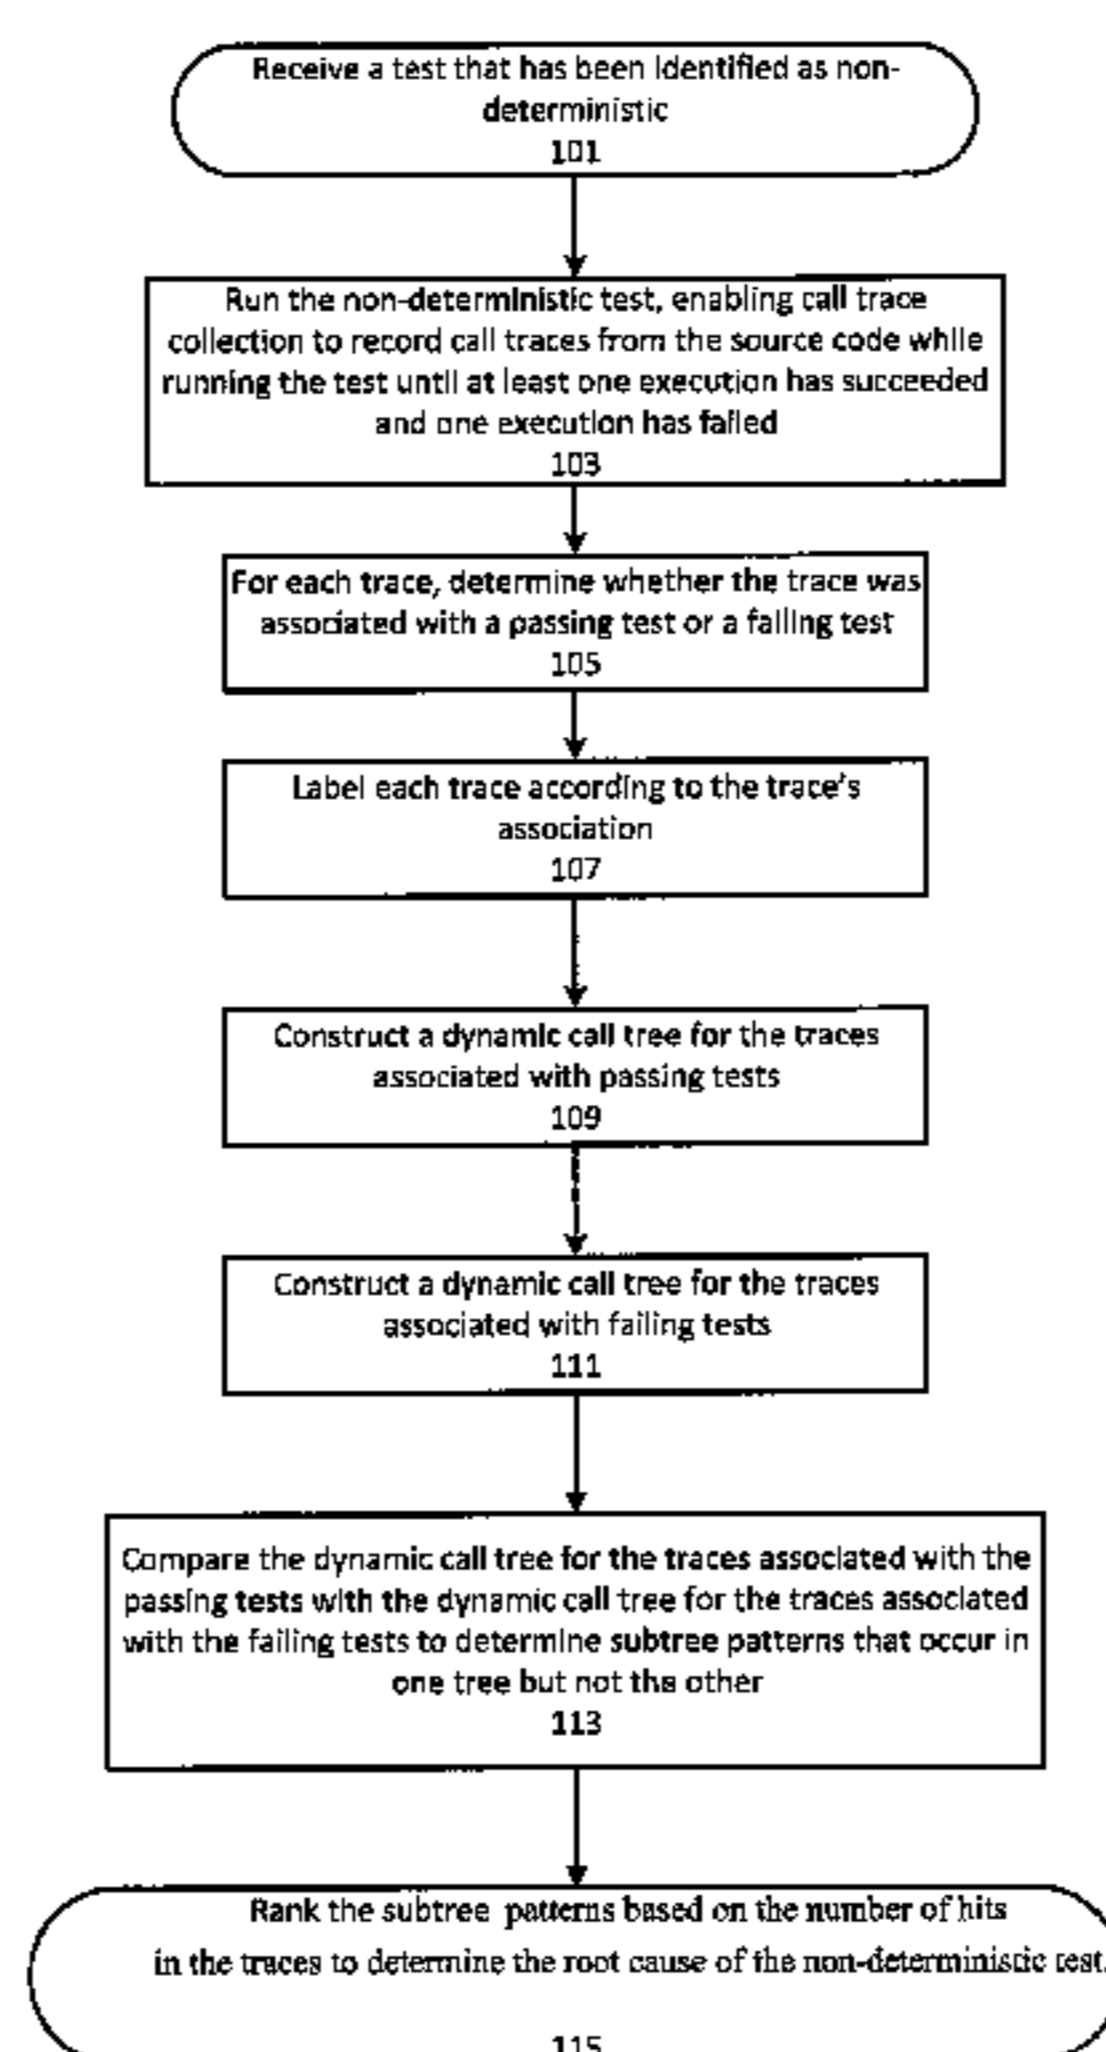 Receive a test that has been identified as non-
deterministic
101
Run the non-deterministic test, enabling call trace
collection to record call traces from the source code while
running the test until at least one execution has succeeded
and one execution has failed
103
For each trace, determine whether the trace was
associated with a passing test or a failing test
105
Label each trace according to the trace's
association
107
Construct a dynamic call tree for the traces
associated with passing tests
109
Construct a dynamic call tree for the traces
associated with failing tests
111
Compare the dynamic call tree for the traces associated with the
passing tests with the dynamic call tree for the traces associated
with the failing tests to determine subtree patterns that occur in
one tree but not the other
113
Rank the subtree patterns based on the number of hits
in the traces to determine the root cause of the non-deterministic test.
115